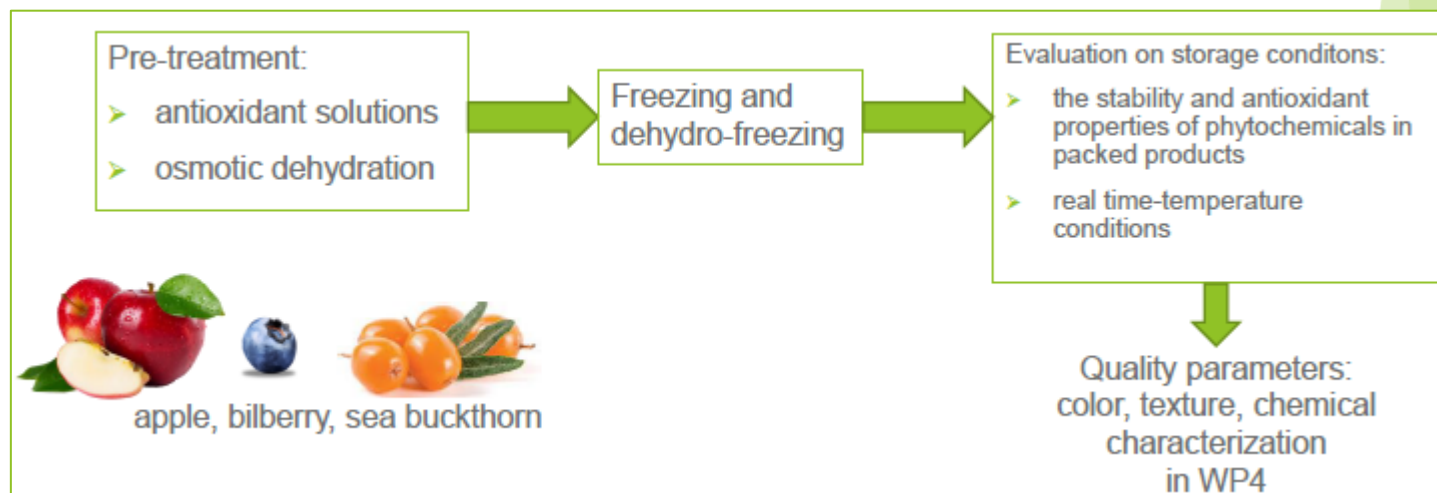 Pre-treatment:
➢ antioxidant solutions
➢ osmotic dehydration
Freezing and
dehydro-freezing
Evaluation on storage conditons:
➢ the stability and antioxidant
properties of phytochemicals in
packed products
➢ real time-temperature
conditions
apple, bilberry, sea buckthorn
Quality parameters:
color, texture, chemical
characterization
in WP4